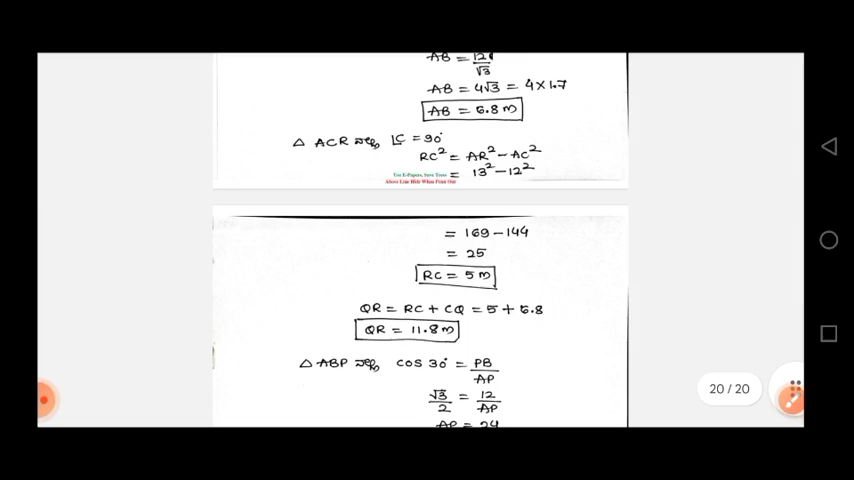 AB = 12/√3
AB = 4√3 = 4 × 1.7
AB = 6.8 m
△ ACR ನಲ್ಲಿ ∠C = 90°
RC² = AR² − AC²
= 13² − 12²
Use E-Papers, Save Trees
Above Line Hide When Print Out
= 169 − 144
= 25
RC = 5 m
QR = RC + CQ = 5 + 6.8
QR = 11.8 m
△ ABP ನಲ್ಲಿ cos 30° = PB/AP
√3/2 = 12/AP
AP = 24
20 / 20